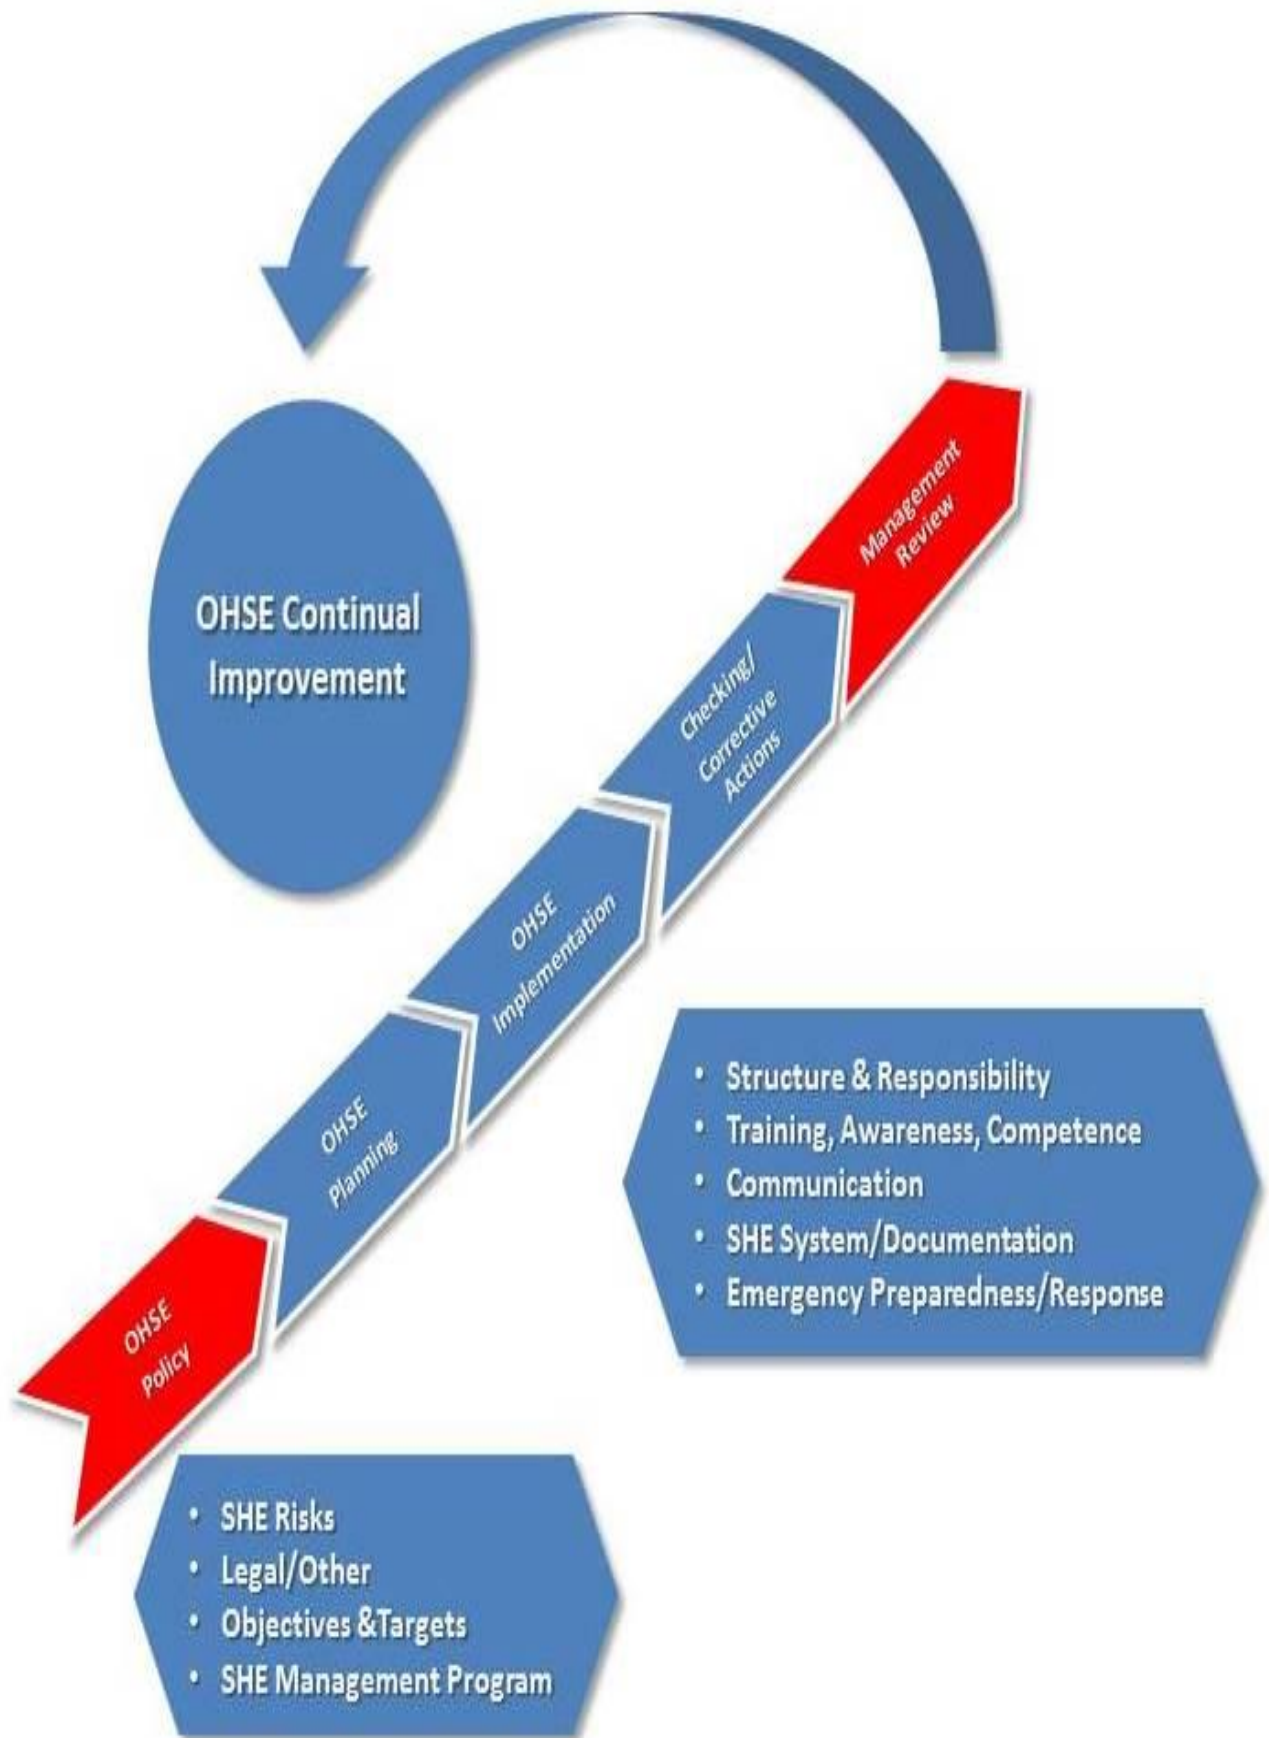 OHSE Continual
Improvement
Management
Review
Checking/
Corrective
Actions
OHSE
Implementation
OHSE
Planning
OHSE
Policy
• Structure & Responsibility
• Training, Awareness, Competence
• Communication
• SHE System/Documentation
• Emergency Preparedness/Response
• SHE Risks
• Legal/Other
• Objectives &Targets
• SHE Management Program